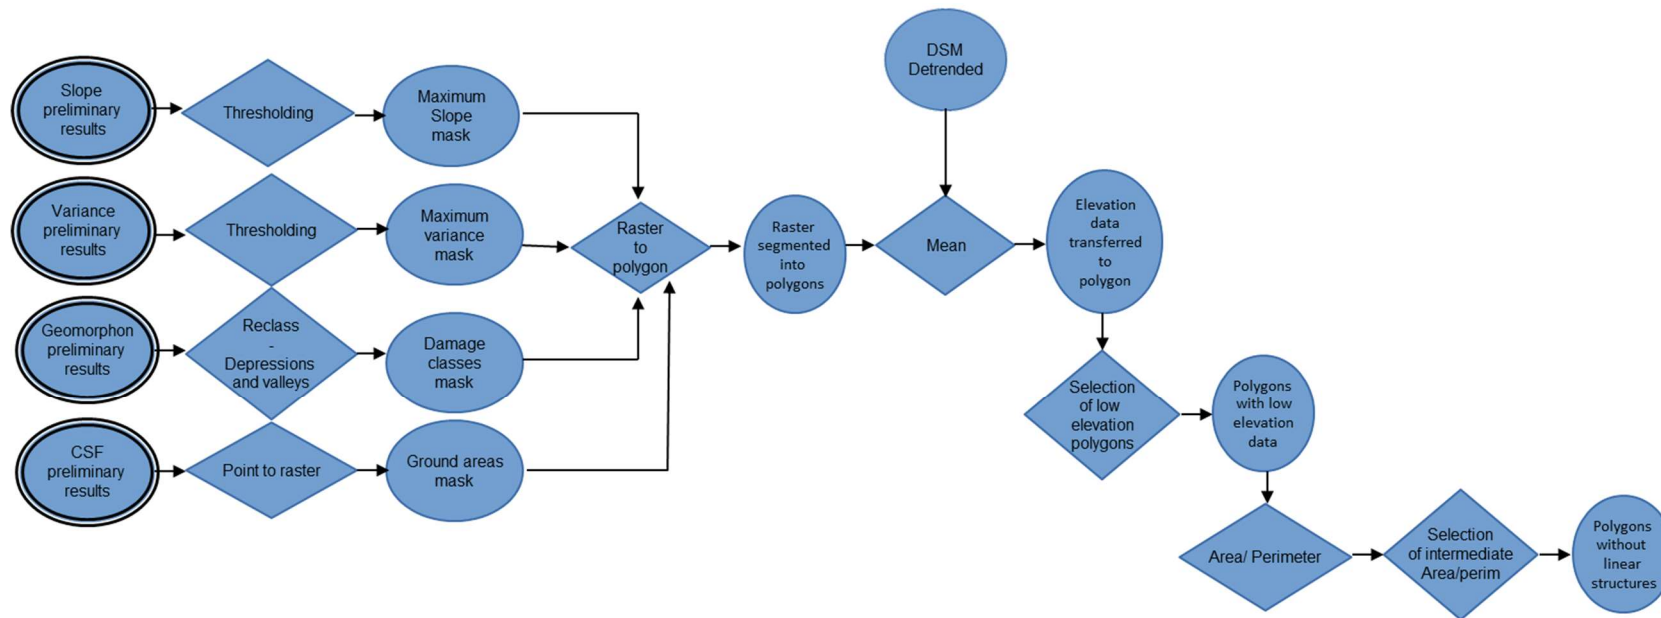 Slope
preliminary
results
Thresholding
Maximum
Slope
mask
Variance
preliminary
results
Thresholding
Maximum
variance
mask
Geomorphon
preliminary
results
Reclass
-
Depressions
and valleys
Damage
classes
mask
CSF
preliminary
results
Point to raster
Ground areas
mask
Raster
to
polygon
Raster
segmented
into
polygons
DSM
Detrended
Mean
Elevation
data
transferred
to
polygon
Selection
of low
elevation
polygons
Polygons
with low
elevation
data
Area/ Perimeter
Selection
of intermediate
Area/perim
Polygons
without
linear
structures